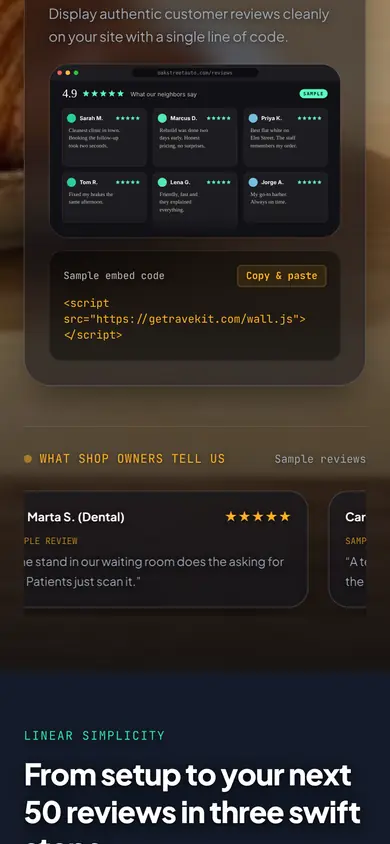 Display authentic customer reviews cleanly
on your site with a single line of code.
oakstreetauto.com/reviews
4.9 ★★★★★ What our neighbors say SAMPLE
Sarah M. ★★★★★
Cleanest clinic in town.
Booking the follow-up
took two seconds.
Marcus D. ★★★★★
Rebuild was done two
days early. Honest
pricing, no surprises.
Priya K. ★★★★★
Best flat white on
Elm Street. The staff
remembers my order.
Tom R. ★★★★★
Fixed my brakes the
same afternoon.
Lena G. ★★★★★
Friendly, fast and
they explained
everything.
Jorge A. ★★★★★
My go-to barber.
Always on time.
Sample embed code Copy & paste
<script
src="https://getravekit.com/wall.js">
</script>
WHAT SHOP OWNERS TELL US Sample reviews
Marta S. (Dental) ★★★★★
PLE REVIEW
e stand in our waiting room does the asking for
Patients just scan it.”
Car
SAMP
“A te
the
LINEAR SIMPLICITY
From setup to your next
50 reviews in three swift